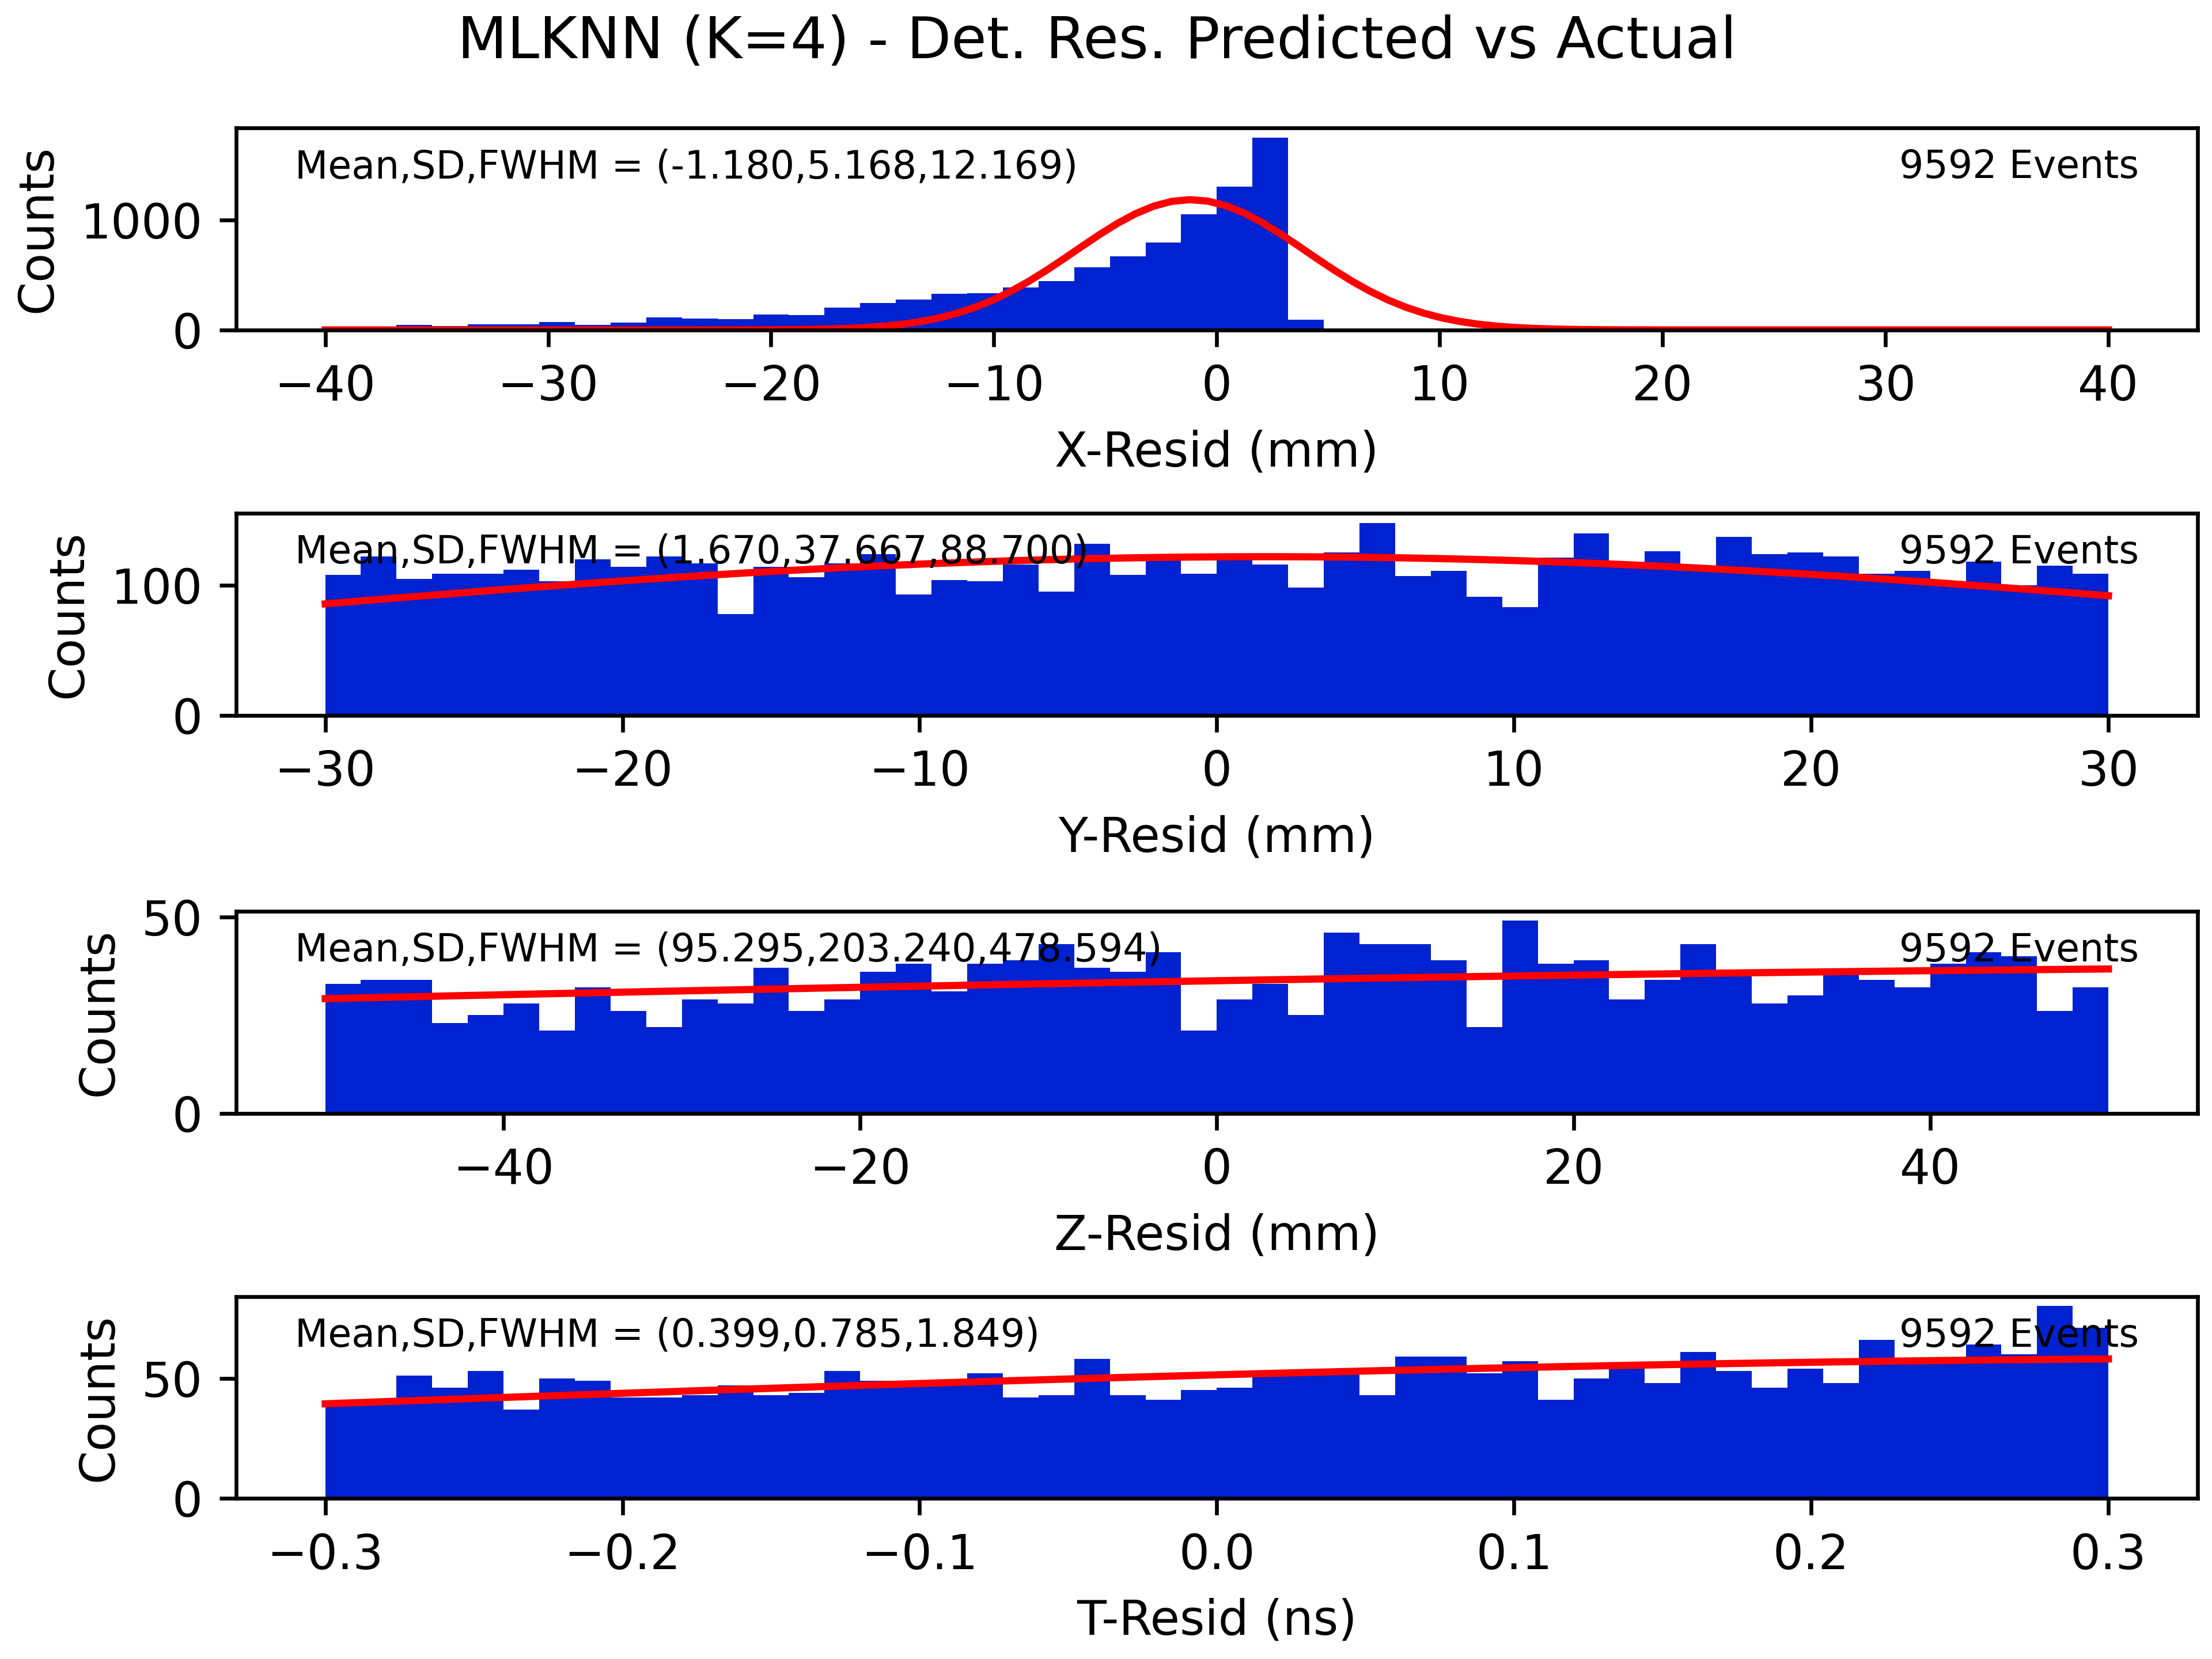 MLKNN (K=4) - Det. Res. Predicted vs Actual
Mean,SD,FWHM = (-1.180,5.168,12.169)
9592 Events
Counts
1000
0
−40 −30 −20 −10 0 10 20 30 40
X-Resid (mm)
Mean,SD,FWHM = (1.670,37.667,88.700)
9592 Events
Counts
100
0
−30 −20 −10 0 10 20 30
Y-Resid (mm)
Mean,SD,FWHM = (95.295,203.240,478.594)
9592 Events
Counts
50
0
−40 −20 0 20 40
Z-Resid (mm)
Mean,SD,FWHM = (0.399,0.785,1.849)
9592 Events
Counts
50
0
−0.3 −0.2 −0.1 0.0 0.1 0.2 0.3
T-Resid (ns)